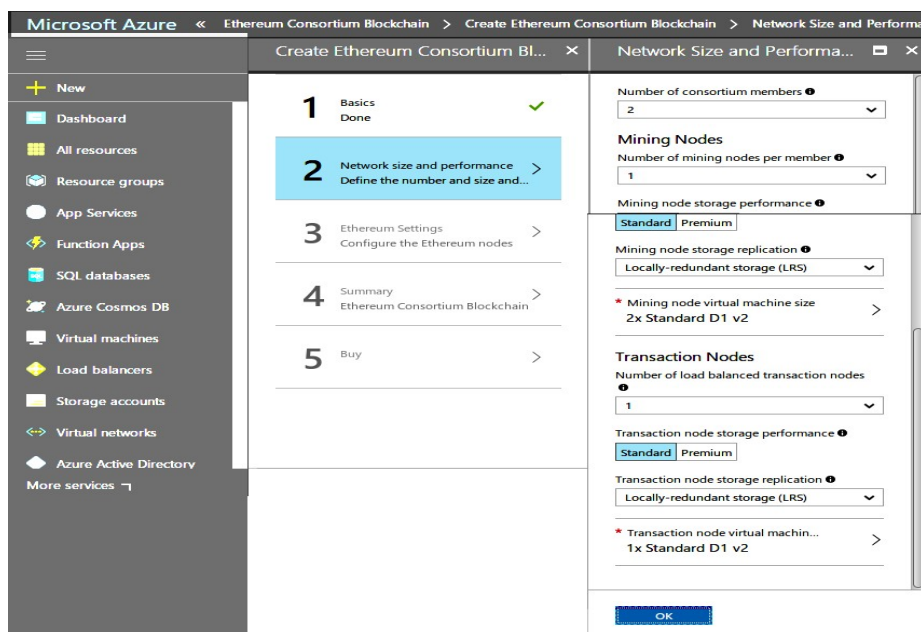 Microsoft Azure « Ethereum Consortium Blockchain > Create Ethereum Consortium Blockchain > Network Size and Performa
Create Ethereum Consortium Bl... ×
Network Size and Performa... ×
New
Dashboard
All resources
Resource groups
App Services
Function Apps
SQL databases
Azure Cosmos DB
Virtual machines
Load balancers
Storage accounts
Virtual networks
Azure Active Directory
More services
1 Basics
Done
2 Network size and performance
Define the number and size and...
3 Ethereum Settings
Configure the Ethereum nodes
4 Summary
Ethereum Consortium Blockchain
5 Buy
Number of consortium members
2
Mining Nodes
Number of mining nodes per member
1
Mining node storage performance
Standard Premium
Mining node storage replication
Locally-redundant storage (LRS)
* Mining node virtual machine size
2x Standard D1 v2
Transaction Nodes
Number of load balanced transaction nodes
1
Transaction node storage performance
Standard Premium
Transaction node storage replication
Locally-redundant storage (LRS)
* Transaction node virtual machin...
1x Standard D1 v2
OK